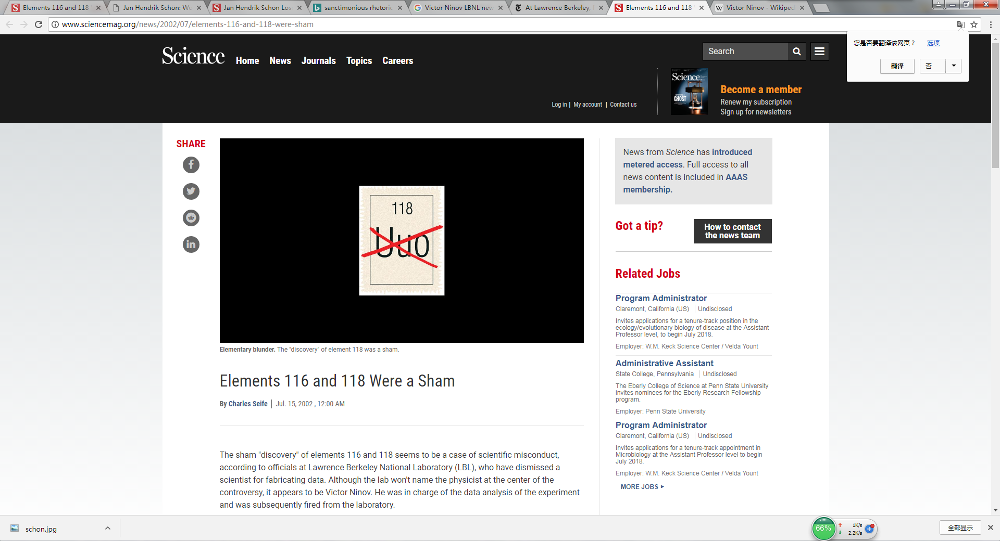 Elements 116 and 118
Jan Hendrik Schön: Wo
Jan Hendrik Schön Los
sanctimonious rhetoric
Victor Ninov LBNL new
At Lawrence Berkeley,
Elements 116 and 118
Victor Ninov - Wikiped
www.sciencemag.org/news/2002/07/elements-116-and-118-were-sham
您是否要翻译该网页？ 选项
翻译 否
Science Home News Journals Topics Careers
Search
Science
GHOST
Become a member
Renew my subscription
Sign up for newsletters
Log in | My account | Contact us
SHARE
118
Uuo
Elementary blunder. The "discovery" of element 118 was a sham.
Elements 116 and 118 Were a Sham
By Charles Seife | Jul. 15, 2002 , 12:00 AM
The sham "discovery" of elements 116 and 118 seems to be a case of scientific misconduct,
according to officials at Lawrence Berkeley National Laboratory (LBL), who have dismissed a
scientist for fabricating data. Although the lab won't name the physicist at the center of the
controversy, it appears to be Victor Ninov. He was in charge of the data analysis of the experiment
and was subsequently fired from the laboratory.
News from Science has introduced
metered access. Full access to all
news content is included in AAAS
membership.
Got a tip?
How to contact
the news team
Related Jobs
Program Administrator
Claremont, California (US) | Undisclosed
Invites applications for a tenure-track position in the
ecology/evolutionary biology of disease at the Assistant
Professor level, to begin July 2018.
Employer: W.M. Keck Science Center / Velda Yount
Administrative Assistant
State College, Pennsylvania | Undisclosed
The Eberly College of Science at Penn State University
invites nominees for the Eberly Research Fellowship
program.
Employer: Penn State University
Program Administrator
Claremont, California (US) | Undisclosed
Invites applications for a tenure-track appointment in
Microbiology at the Assistant Professor level to begin
July 2018.
Employer: W.M. Keck Science Center / Velda Yount
MORE JOBS ▸
schon.jpg
66%
1K/s
2.2K/s
全部显示